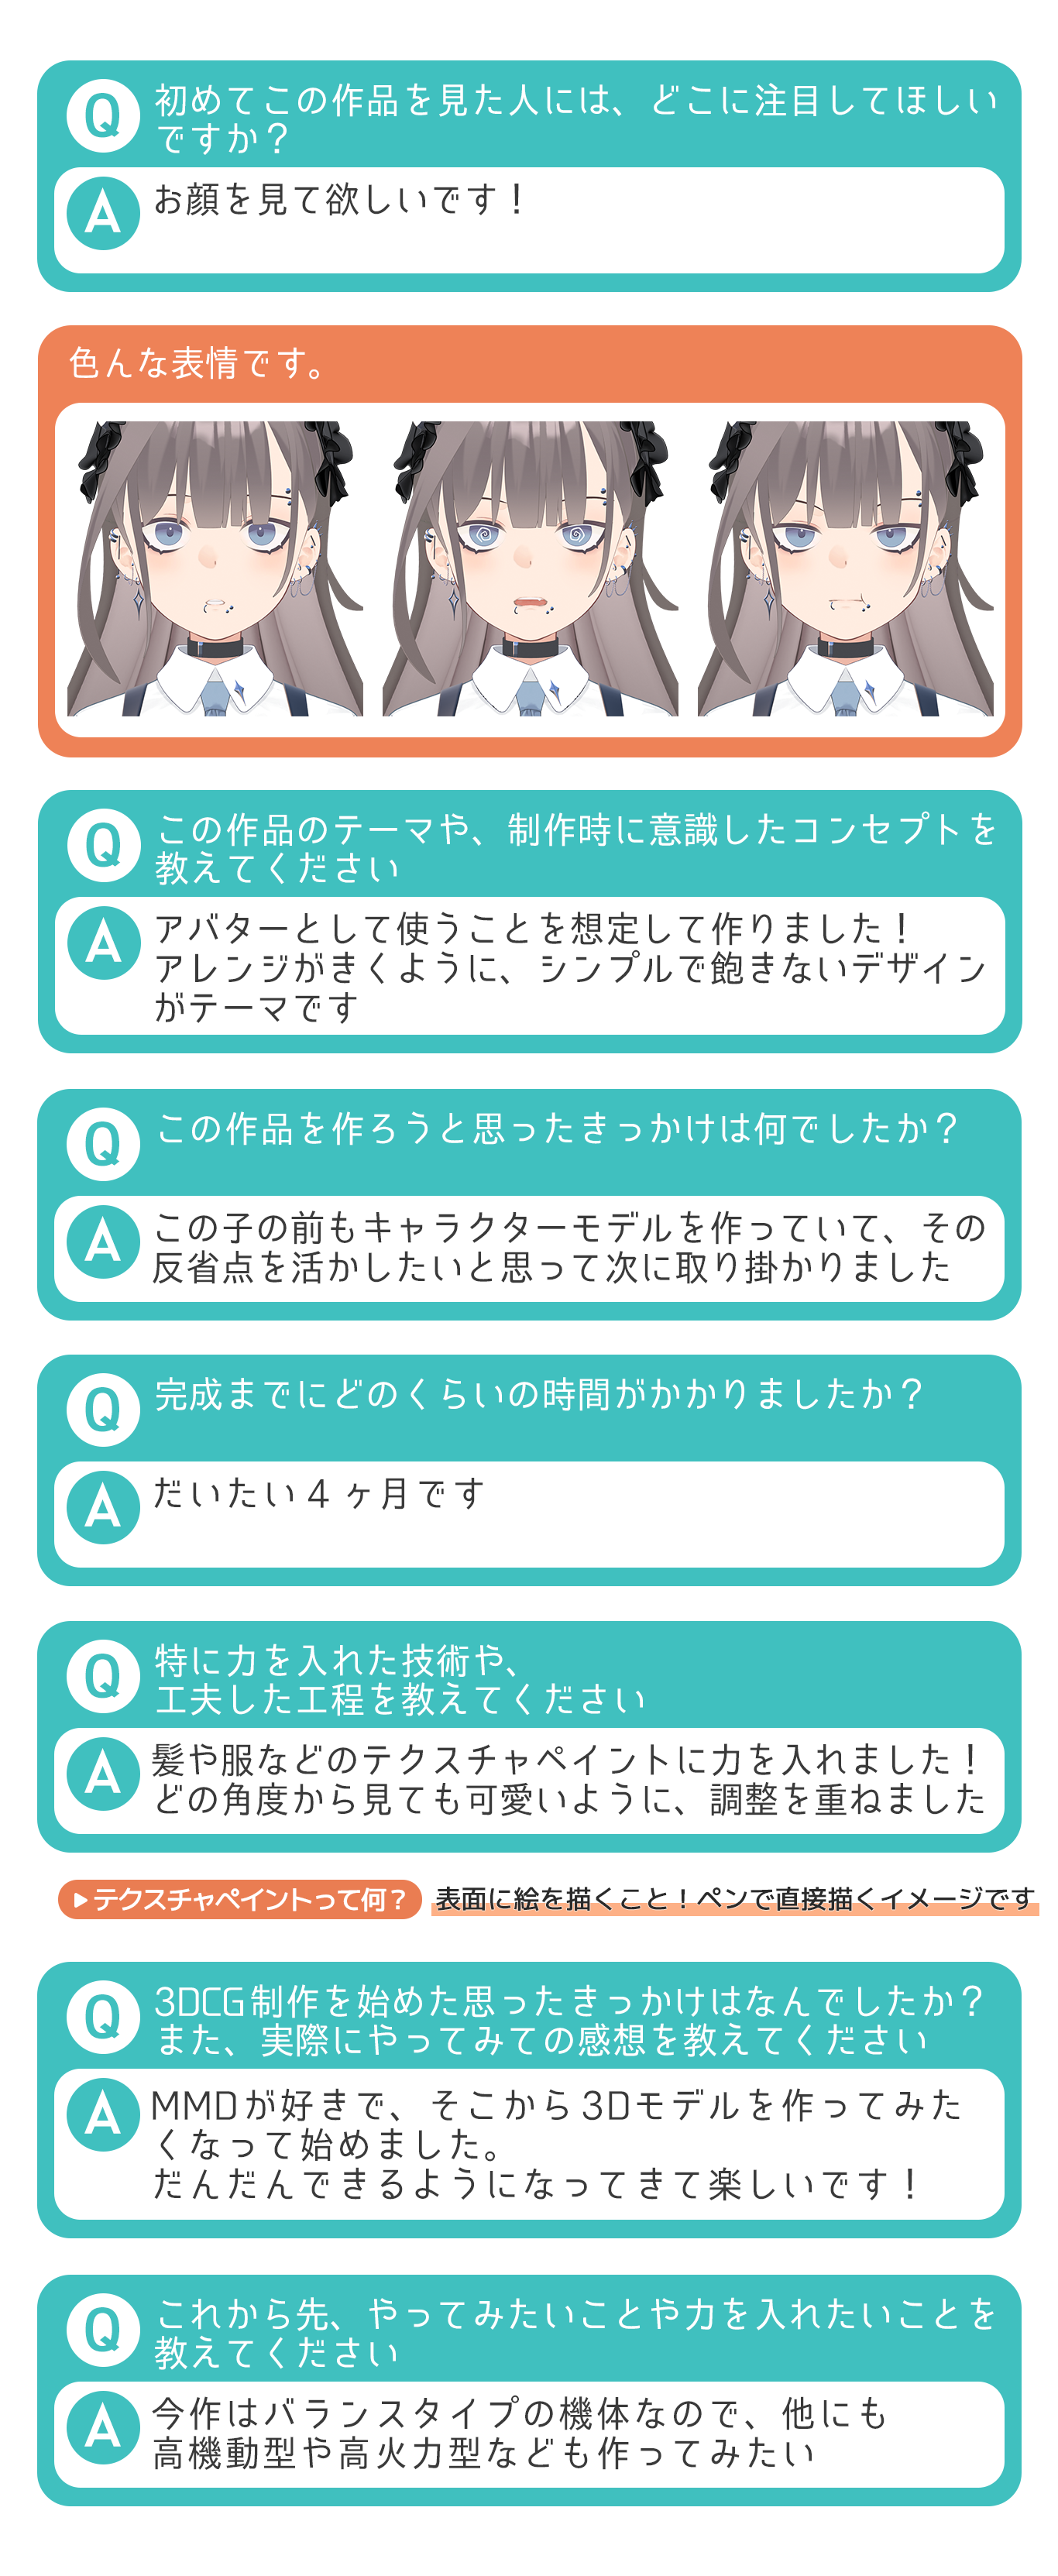 Q 初めてこの作品を見た人には、どこに注目してほしい
ですか？
A お顔を見て欲しいです！
色んな表情です。
Q この作品のテーマや、制作時に意識したコンセプトを
教えてください
A アバターとして使うことを想定して作りました！
アレンジがきくように、シンプルで飽きないデザイン
がテーマです
Q この作品を作ろうと思ったきっかけは何でしたか？
A この子の前もキャラクターモデルを作っていて、その
反省点を活かしたいと思って次に取り掛かりました
Q 完成までにどのくらいの時間がかかりましたか？
A だいたい4ヶ月です
Q 特に力を入れた技術や、
工夫した工程を教えてください
A 髪や服などのテクスチャペイントに力を入れました！
どの角度から見ても可愛いように、調整を重ねました
▶テクスチャペイントって何？ 表面に絵を描くこと！ペンで直接描くイメージです
Q 3DCG制作を始めた思ったきっかけはなんでしたか？
また、実際にやってみての感想を教えてください
A MMDが好きで、そこから3Dモデルを作ってみた
くなって始めました。
だんだんできるようになってきて楽しいです！
Q これから先、やってみたいことや力を入れたいことを
教えてください
A 今作はバランスタイプの機体なので、他にも
高機動型や高火力型なども作ってみたい